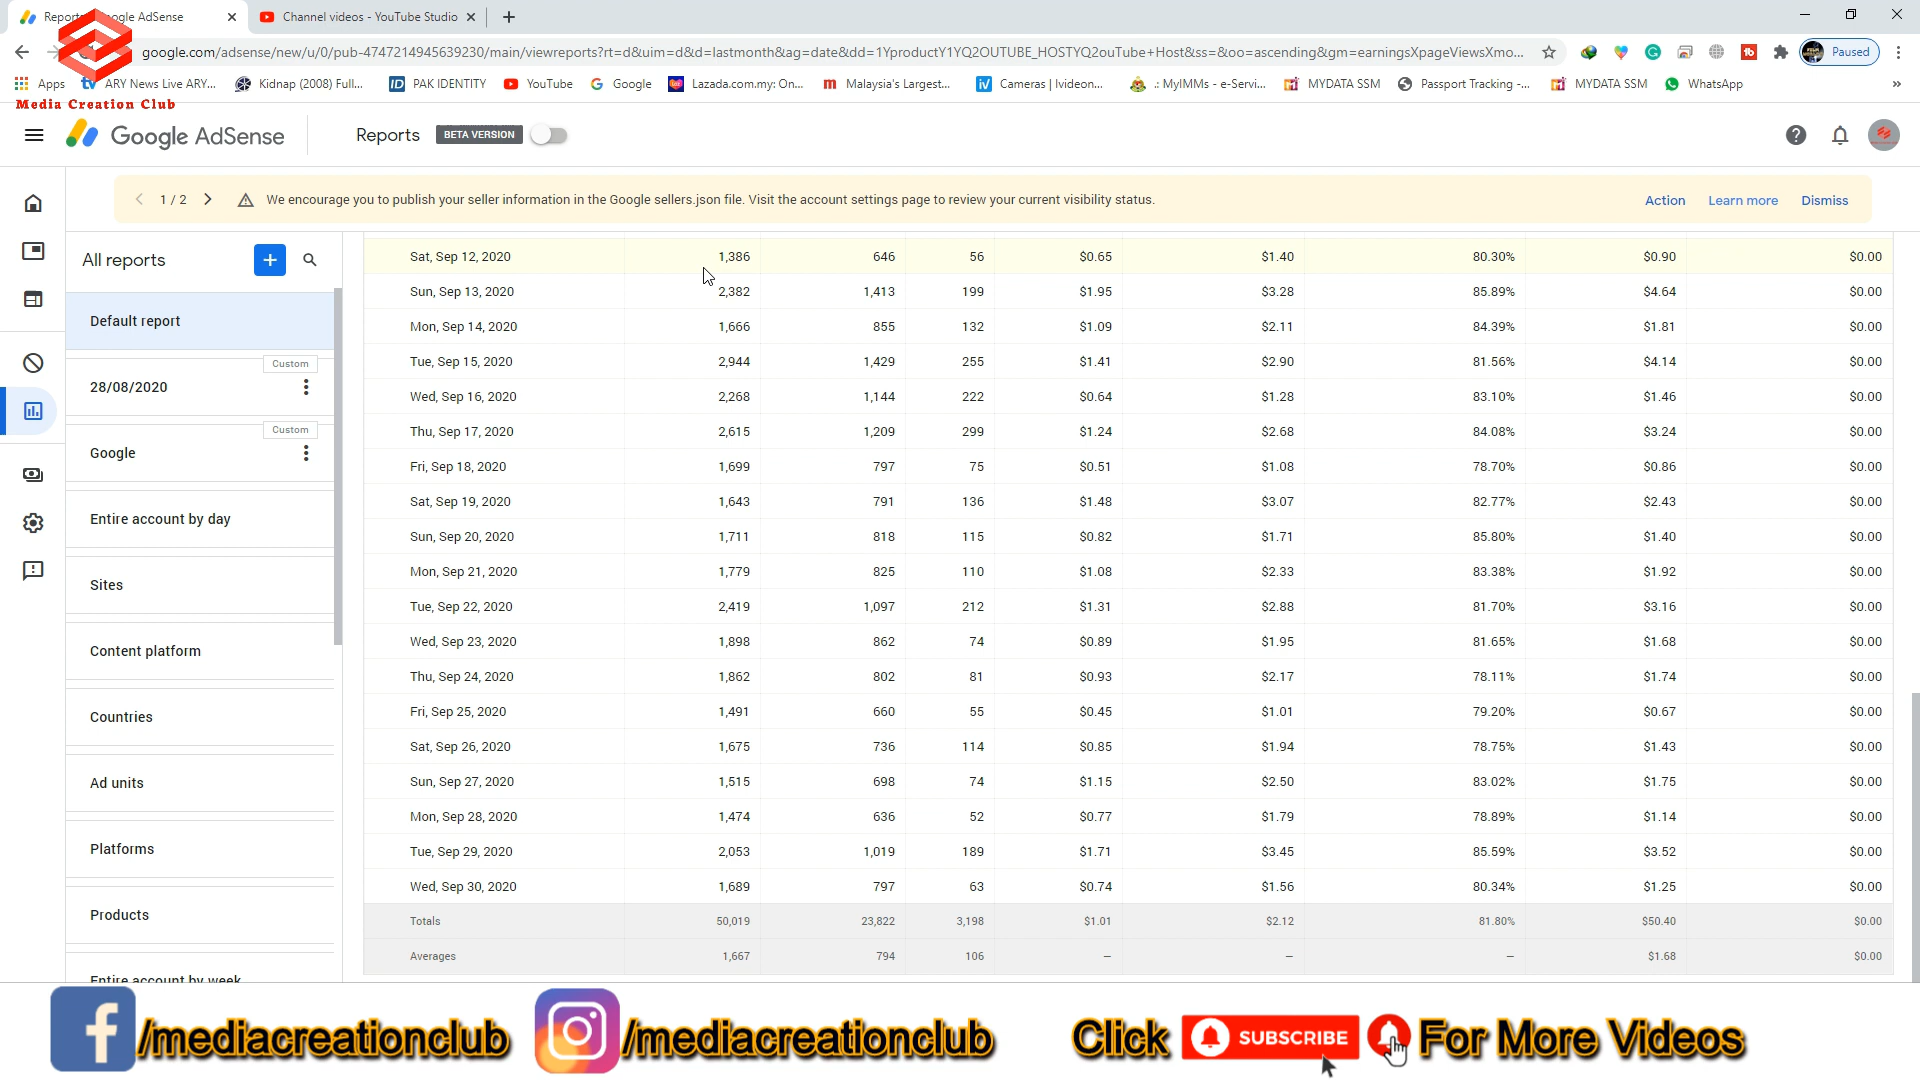 Reports
gle AdSense
Channel videos - YouTube Studio
google.com/adsense/new/u/0/pub-4747214945639230/main/viewreports?rt=d&uim=d&d=lastmonth&ag=date&dd=1YproductY1YQ2OUTUBE_HOSTYQ2ouTube+Host&ss=&oo=ascending&gm=earningsXpageViewsXmo...
Paused
Apps
ARY News Live ARY...
Kidnap (2008) Full...
PAK IDENTITY
YouTube
Google
Lazada.com.my: On...
Malaysia's Largest...
Cameras | Ivideon...
.: MyIMMs - e-Servi...
MYDATA SSM
Passport Tracking -...
MYDATA SSM
WhatsApp
Media Creation Club
Google AdSense
Reports
BETA VERSION
1 / 2
We encourage you to publish your seller information in the Google sellers.json file. Visit the account settings page to review your current visibility status.
Action
Learn more
Dismiss
All reports
Default report
Custom
28/08/2020
Custom
Google
Entire account by day
Sites
Content platform
Countries
Ad units
Platforms
Products
Entire account by week
Sat, Sep 12, 2020 1,386 646 56 $0.65 $1.40 80.30% $0.90 $0.00
Sun, Sep 13, 2020 2,382 1,413 199 $1.95 $3.28 85.89% $4.64 $0.00
Mon, Sep 14, 2020 1,666 855 132 $1.09 $2.11 84.39% $1.81 $0.00
Tue, Sep 15, 2020 2,944 1,429 255 $1.41 $2.90 81.56% $4.14 $0.00
Wed, Sep 16, 2020 2,268 1,144 222 $0.64 $1.28 83.10% $1.46 $0.00
Thu, Sep 17, 2020 2,615 1,209 299 $1.24 $2.68 84.08% $3.24 $0.00
Fri, Sep 18, 2020 1,699 797 75 $0.51 $1.08 78.70% $0.86 $0.00
Sat, Sep 19, 2020 1,643 791 136 $1.48 $3.07 82.77% $2.43 $0.00
Sun, Sep 20, 2020 1,711 818 115 $0.82 $1.71 85.80% $1.40 $0.00
Mon, Sep 21, 2020 1,779 825 110 $1.08 $2.33 83.38% $1.92 $0.00
Tue, Sep 22, 2020 2,419 1,097 212 $1.31 $2.88 81.70% $3.16 $0.00
Wed, Sep 23, 2020 1,898 862 74 $0.89 $1.95 81.65% $1.68 $0.00
Thu, Sep 24, 2020 1,862 802 81 $0.93 $2.17 78.11% $1.74 $0.00
Fri, Sep 25, 2020 1,491 660 55 $0.45 $1.01 79.20% $0.67 $0.00
Sat, Sep 26, 2020 1,675 736 114 $0.85 $1.94 78.75% $1.43 $0.00
Sun, Sep 27, 2020 1,515 698 74 $1.15 $2.50 83.02% $1.75 $0.00
Mon, Sep 28, 2020 1,474 636 52 $0.77 $1.79 78.89% $1.14 $0.00
Tue, Sep 29, 2020 2,053 1,019 189 $1.71 $3.45 85.59% $3.52 $0.00
Wed, Sep 30, 2020 1,689 797 63 $0.74 $1.56 80.34% $1.25 $0.00
Totals 50,019 23,822 3,198 $1.01 $2.12 81.80% $50.40 $0.00
Averages 1,667 794 106 – – – $1.68 $0.00
/mediacreationclub
/mediacreationclub
Click SUBSCRIBE For More Videos